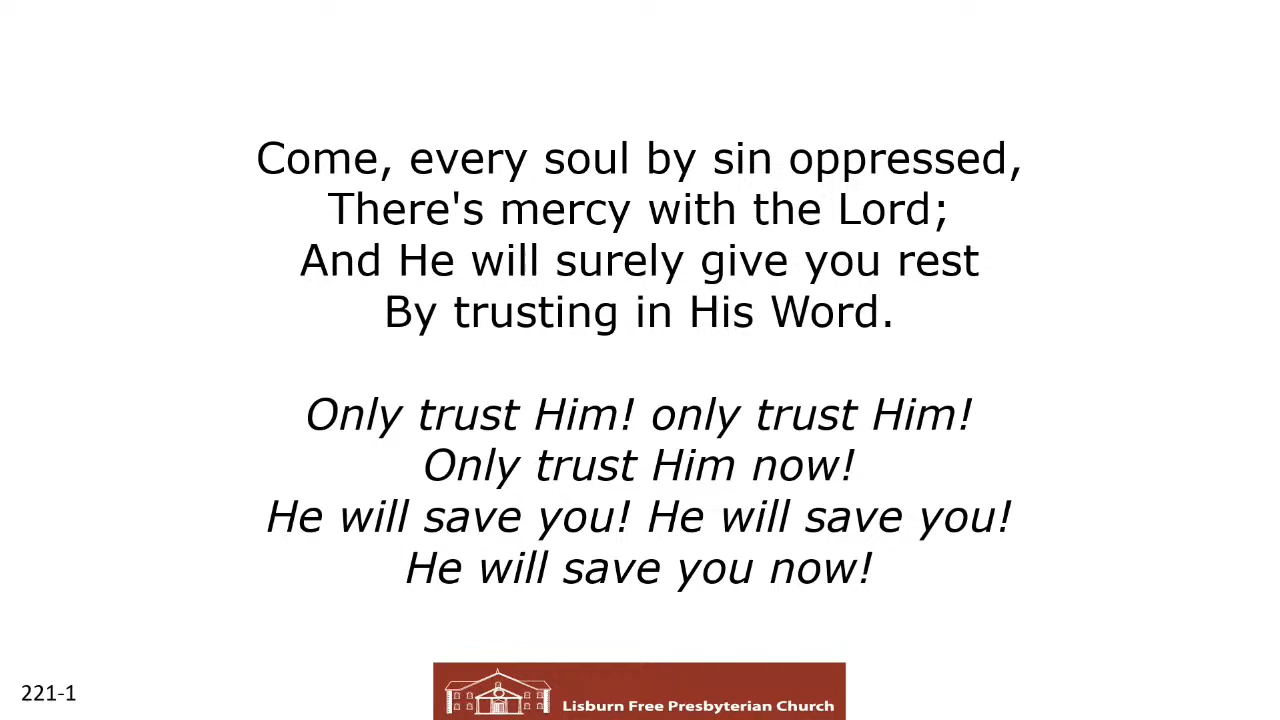 Come, every soul by sin oppressed,
There's mercy with the Lord;
And He will surely give you rest
By trusting in His Word.
Only trust Him! only trust Him!
Only trust Him now!
He will save you! He will save you!
He will save you now!
221-1
Lisburn Free Presbyterian Church